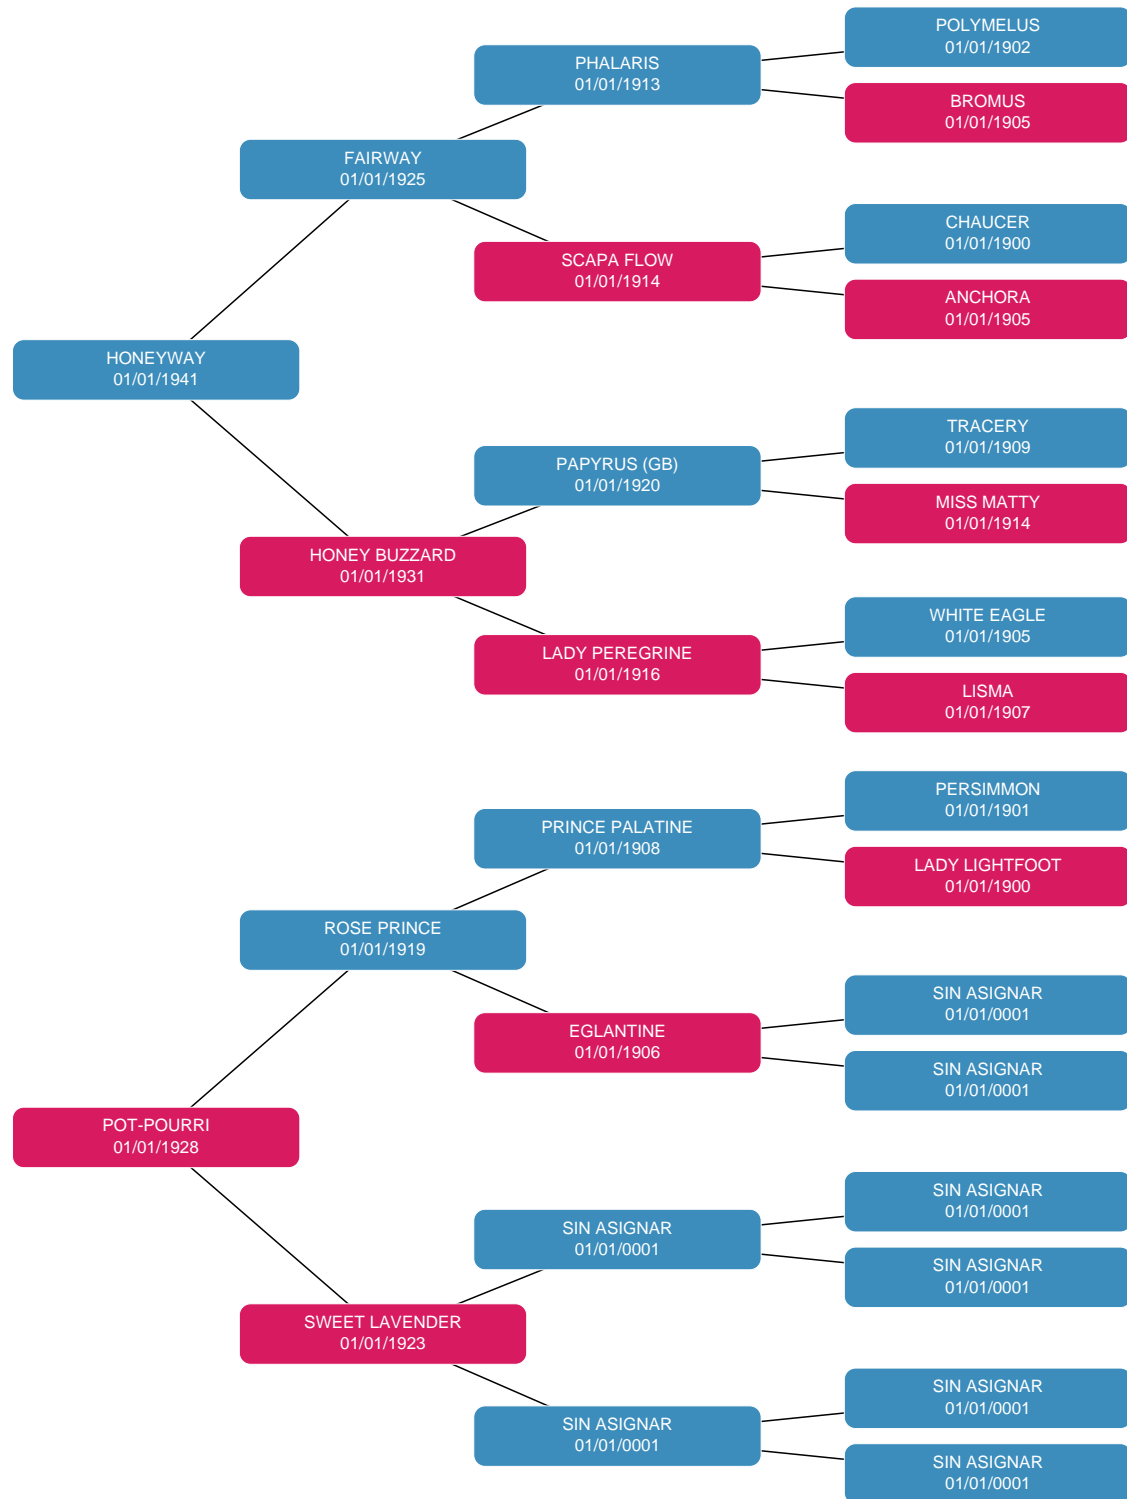 POLYMELUS
01/01/1902
PHALARIS
01/01/1913
BROMUS
01/01/1905
FAIRWAY
01/01/1925
CHAUCER
01/01/1900
SCAPA FLOW
01/01/1914
ANCHORA
01/01/1905
HONEYWAY
01/01/1941
TRACERY
01/01/1909
PAPYRUS (GB)
01/01/1920
MISS MATTY
01/01/1914
HONEY BUZZARD
01/01/1931
WHITE EAGLE
01/01/1905
LADY PEREGRINE
01/01/1916
LISMA
01/01/1907
PERSIMMON
01/01/1901
PRINCE PALATINE
01/01/1908
LADY LIGHTFOOT
01/01/1900
ROSE PRINCE
01/01/1919
SIN ASIGNAR
01/01/0001
EGLANTINE
01/01/1906
SIN ASIGNAR
01/01/0001
POT-POURRI
01/01/1928
SIN ASIGNAR
01/01/0001
SIN ASIGNAR
01/01/0001
SIN ASIGNAR
01/01/0001
SWEET LAVENDER
01/01/1923
SIN ASIGNAR
01/01/0001
SIN ASIGNAR
01/01/0001
SIN ASIGNAR
01/01/0001